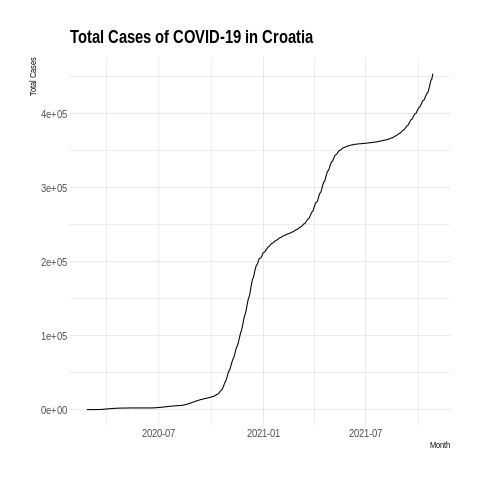 Total Cases of COVID-19 in Croatia
Total Cases
4e+05
3e+05
2e+05
1e+05
0e+00
2020-07 2021-01 2021-07
Month